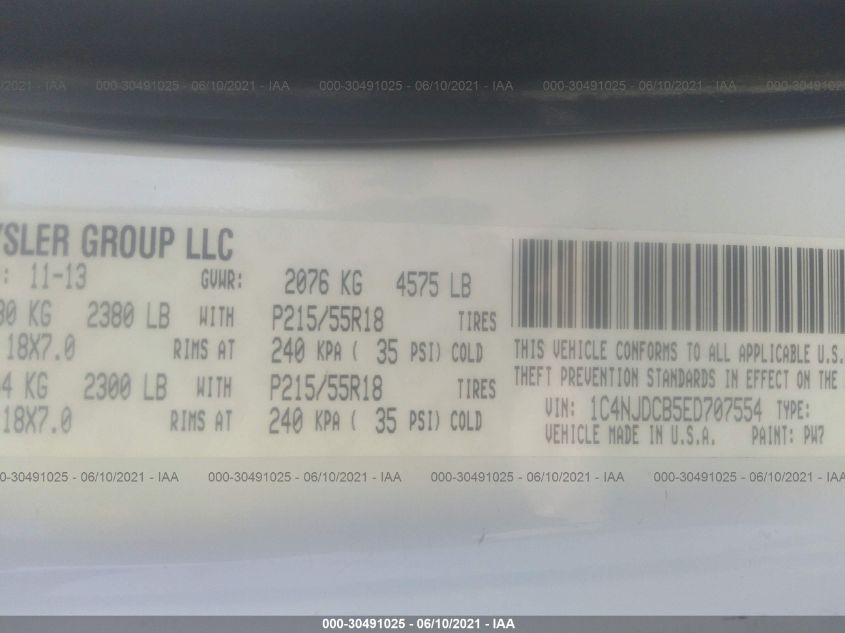 000-30491025 - 06/10/2021 - IAA 000-30491025 - 06/10/2021 - IAA 000-30491025 - 06/10/2021 - IAA
YSLER GROUP LLC
: 11-13 GVWR: 2076 KG 4575 LB
80 KG 2380 LB WITH P215/55R18 TIRES
18X7.0 RIMS AT 240 KPA ( 35 PSI) COLD
4 KG 2300 LB WITH P215/55R18 TIRES
18X7.0 RIMS AT 240 KPA ( 35 PSI) COLD
THIS VEHICLE CONFORMS TO ALL APPLICABLE U.S.
THEFT PREVENTION STANDARDS IN EFFECT ON THE
VIN: 1C4NJDCB5ED707554 TYPE:
VEHICLE MADE IN U.S.A. PAINT: PW7
0-30491025 - 06/10/2021 - IAA 000-30491025 - 06/10/2021 - IAA 000-30491025 - 06/10/2021 - IAA 000-30491025 - 06/10/2021 - IAA
000-30491025 - 06/10/2021 - IAA